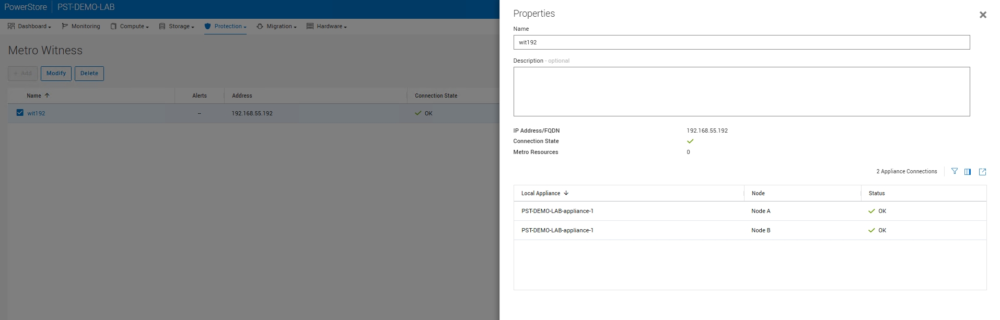 PowerStore PST-DEMO-LAB
Dashboard Monitoring Compute Storage Protection Migration Hardware
Metro Witness
+ Add Modify Delete
Name Alerts Address Connection State
wit192 -- 192.168.55.192 OK
Properties
Name
wit192
Description - optional
IP Address/FQDN 192.168.55.192
Connection State
Metro Resources 0
2 Appliance Connections
Local Appliance Node Status
PST-DEMO-LAB-appliance-1 Node A OK
PST-DEMO-LAB-appliance-1 Node B OK